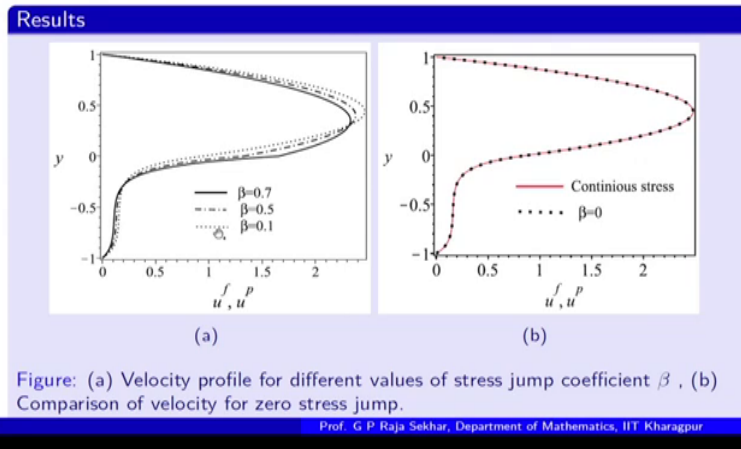 Results
1
0.5
y
0
−0.5
−1
β=0.7
β=0.5
β=0.1
0 0.5 1 1.5 2
u^f, u^p
(a)
1
0.5
y
0
−0.5
−1
Continious stress
β=0
0 0.5 1 1.5 2
u^f, u^p
(b)
Figure: (a) Velocity profile for different values of stress jump coefficient β , (b)
Comparison of velocity for zero stress jump.
Prof. G P Raja Sekhar, Department of Mathematics, IIT Kharagpur